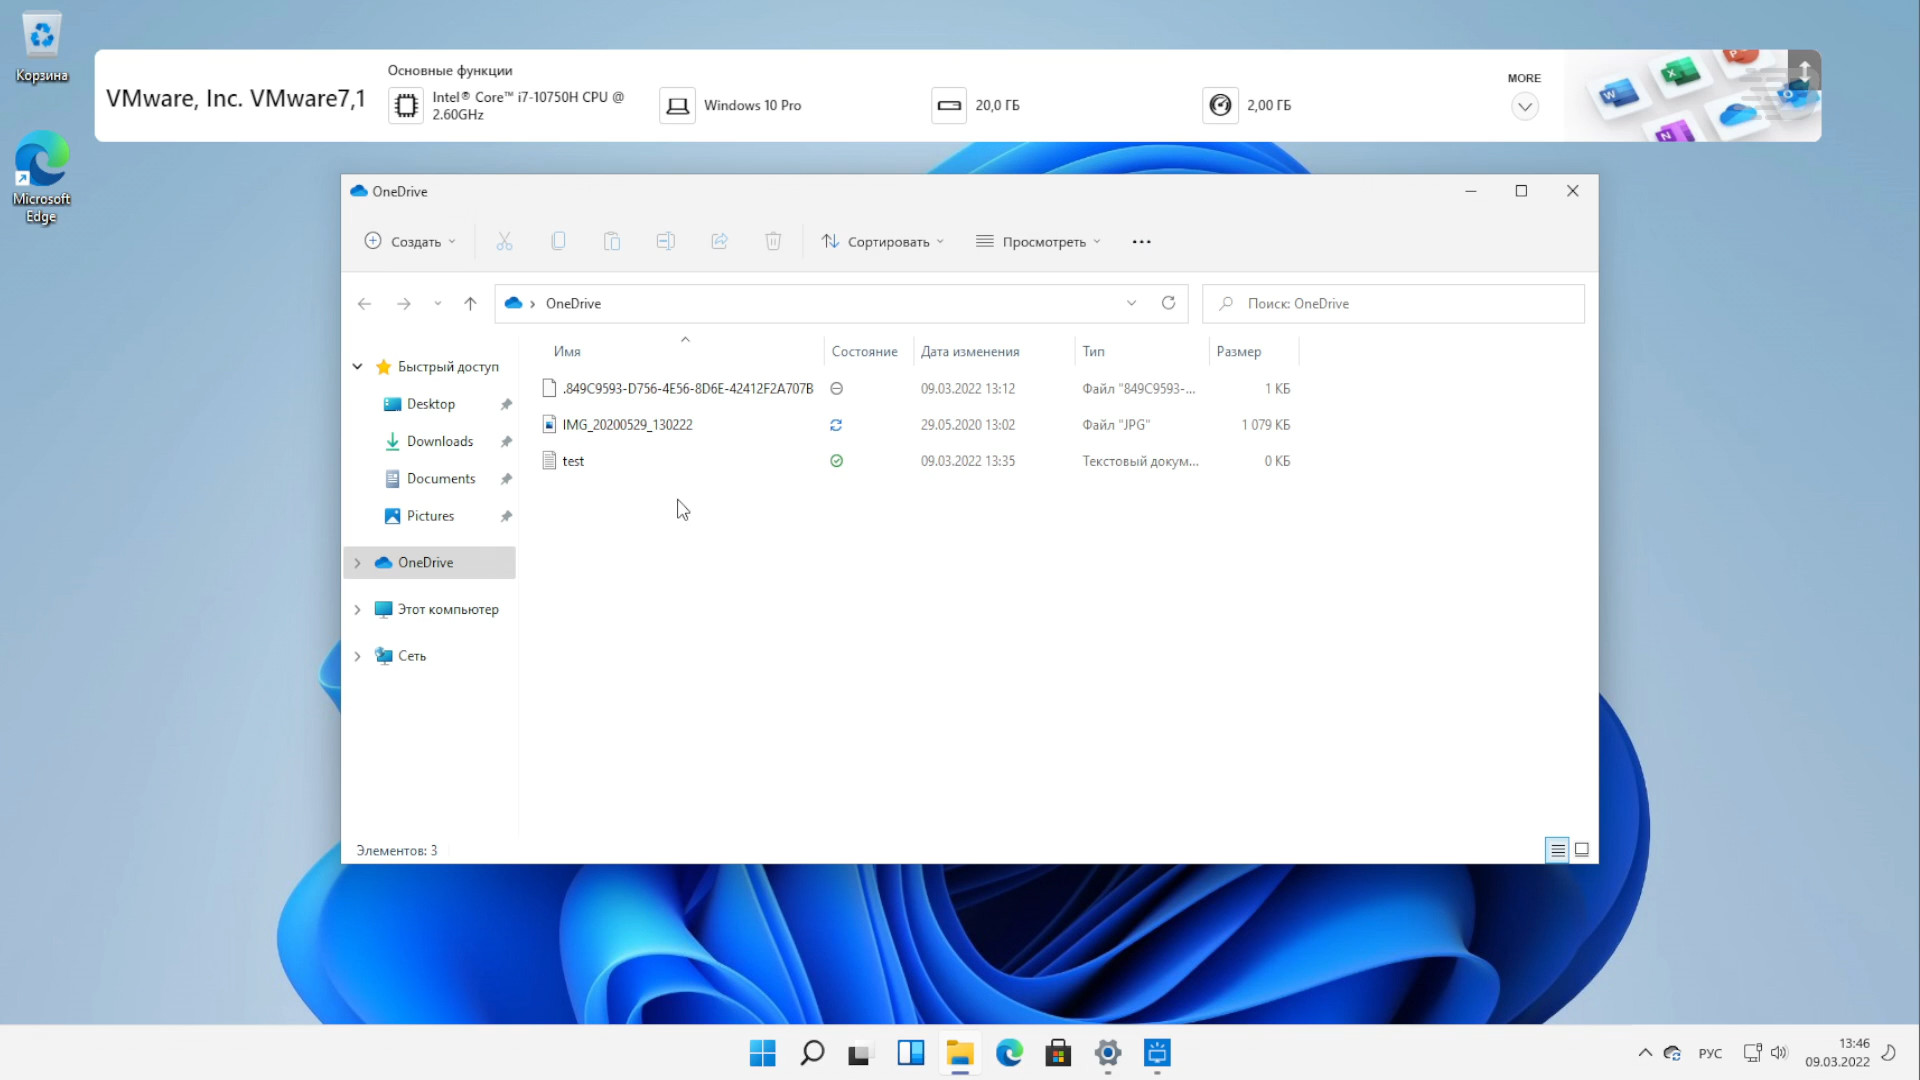 Корзина
Microsoft
Edge
VMware, Inc. VMware7,1
Основные функции
Intel® Core™ i7-10750H CPU @
2.60GHz
Windows 10 Pro
20,0 ГБ
2,00 ГБ
MORE
OneDrive
Создать
Сортировать
Просмотреть
OneDrive
Поиск: OneDrive
Имя
Состояние
Дата изменения
Тип
Размер
.849C9593-D756-4E56-8D6E-42412F2A707B
09.03.2022 13:12
Файл "849C9593-...
1 КБ
IMG_20200529_130222
29.05.2020 13:02
Файл "JPG"
1 079 КБ
test
09.03.2022 13:35
Текстовый докум...
0 КБ
Быстрый доступ
Desktop
Downloads
Documents
Pictures
OneDrive
Этот компьютер
Сеть
Элементов: 3
РУС
13:46
09.03.2022